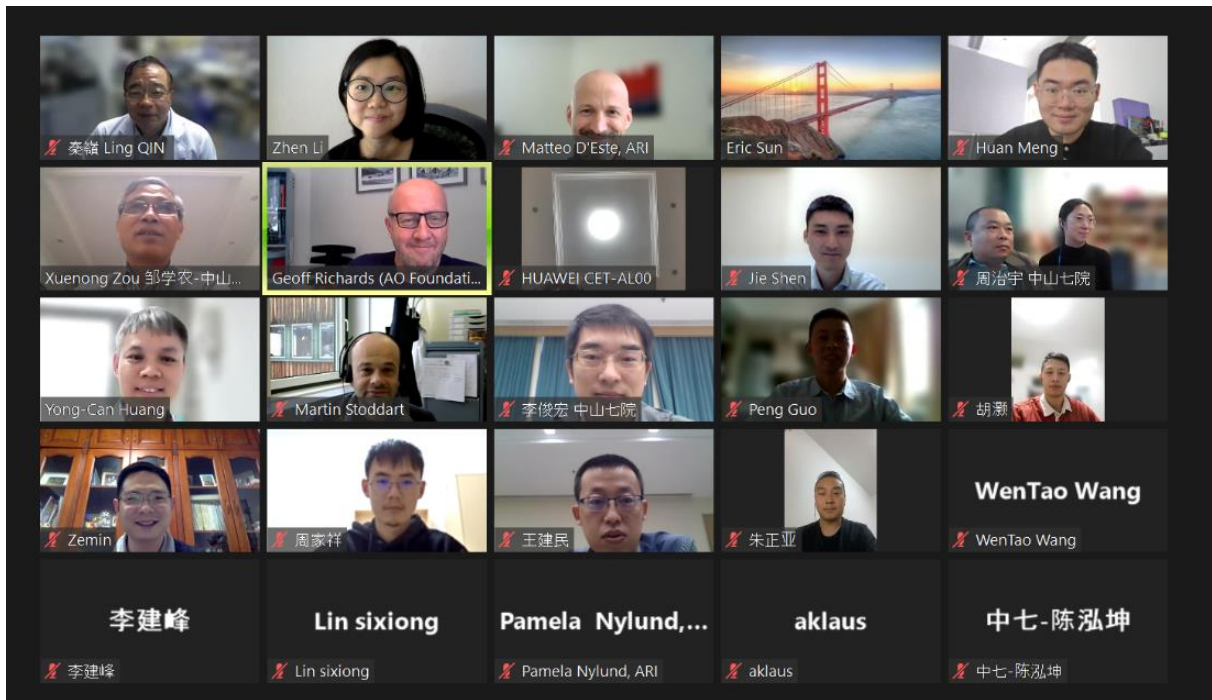 秦嶺 Ling QIN
Zhen Li
Matteo D'Este, ARI
Eric Sun
Huan Meng
Xuenong Zou 邹学农-中山...
Geoff Richards (AO Foundati...
HUAWEI CET-AL00
Jie Shen
周治宇 中山七院
Yong-Can Huang
Martin Stoddart
李俊宏 中山七院
Peng Guo
胡灏
Zemin
周家祥
王建民
朱正亚
WenTao Wang
WenTao Wang
李建峰
李建峰
Lin sixiong
Lin sixiong
Pamela Nylund,...
Pamela Nylund, ARI
aklaus
aklaus
中七-陈泓坤
中七-陈泓坤